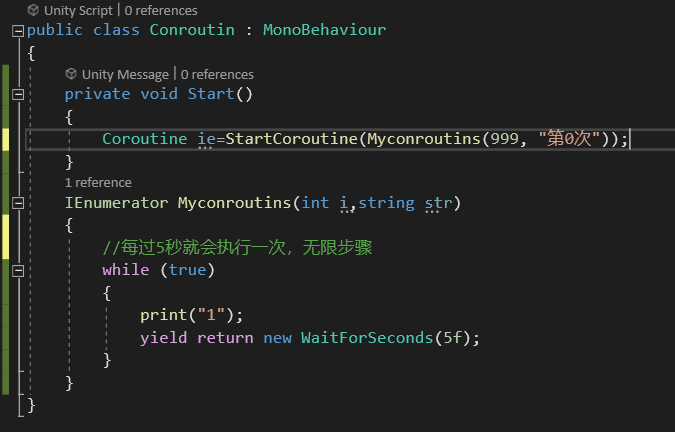 Unity Script | 0 references
public class Conroutin : MonoBehaviour
{
Unity Message | 0 references
private void Start()
{
Coroutine ie=StartCoroutine(Myconroutins(999, "第0次"));
}
1 reference
IEnumerator Myconroutins(int i,string str)
{
//每过5秒就会执行一次，无限步骤
while (true)
{
print("1");
yield return new WaitForSeconds(5f);
}
}
}